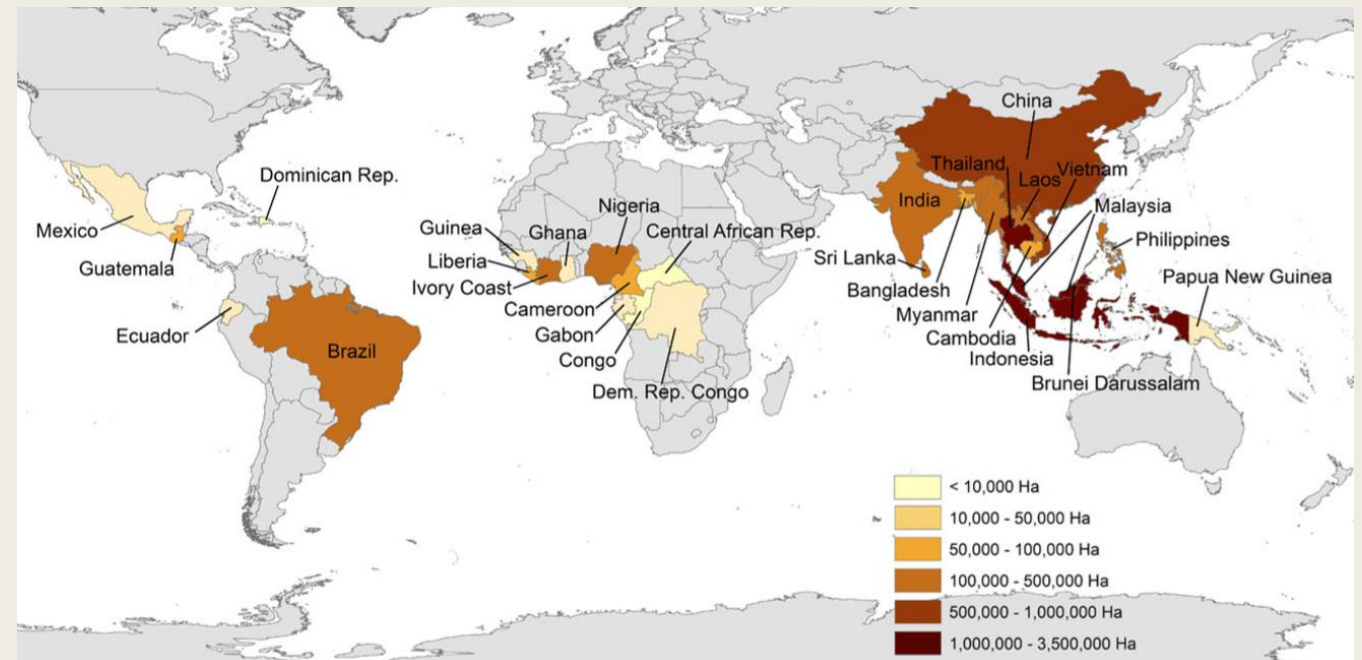 China
Thailand
Vietnam
Laos
Dominican Rep.
India
Malaysia
Nigeria
Guinea
Ghana
Central African Rep.
Mexico
Philippines
Liberia
Sri Lanka
Guatemala
Papua New Guinea
Ivory Coast
Bangladesh
Cameroon
Myanmar
Gabon
Ecuador
Cambodia
Brazil
Congo
Indonesia
Brunei Darussalam
Dem. Rep. Congo
< 10,000 Ha
10,000 - 50,000 Ha
50,000 - 100,000 Ha
100,000 - 500,000 Ha
500,000 - 1,000,000 Ha
1,000,000 - 3,500,000 Ha